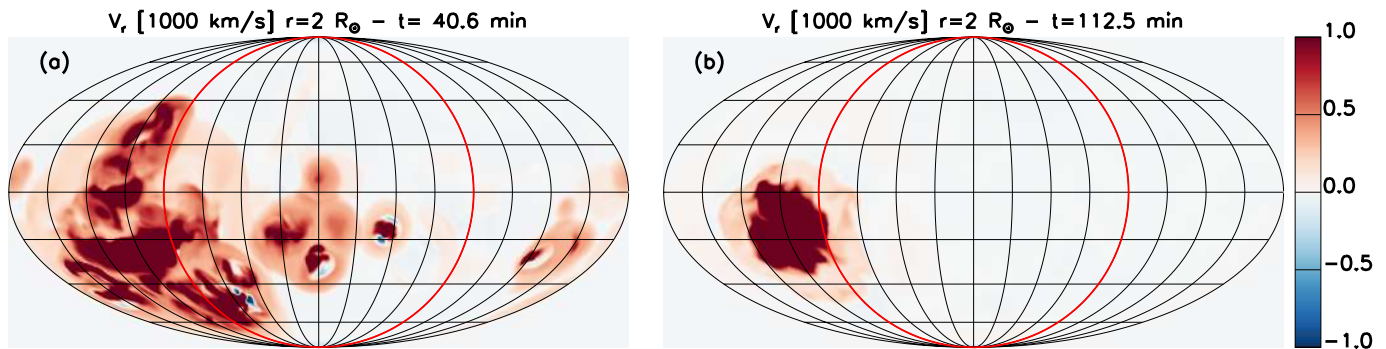 V_r [1000 km/s] r=2 R_⊙ – t= 40.6 min
(a)
V_r [1000 km/s] r=2 R_⊙ – t=112.5 min
(b)
1.0
0.5
0.0
−0.5
−1.0